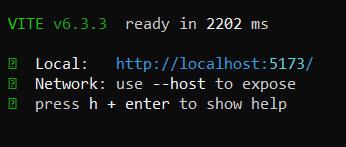 VITE v6.3.3 ready in 2202 ms
⍰ Local: http://localhost:5173/
⍰ Network: use --host to expose
⍰ press h + enter to show help